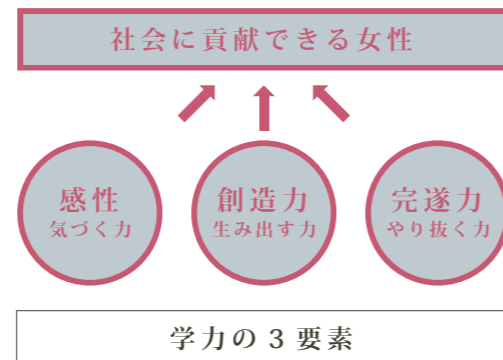 社会に貢献できる女性
感性
気づく力
創造力
生み出す力
完遂力
やり抜く力
学力の3要素